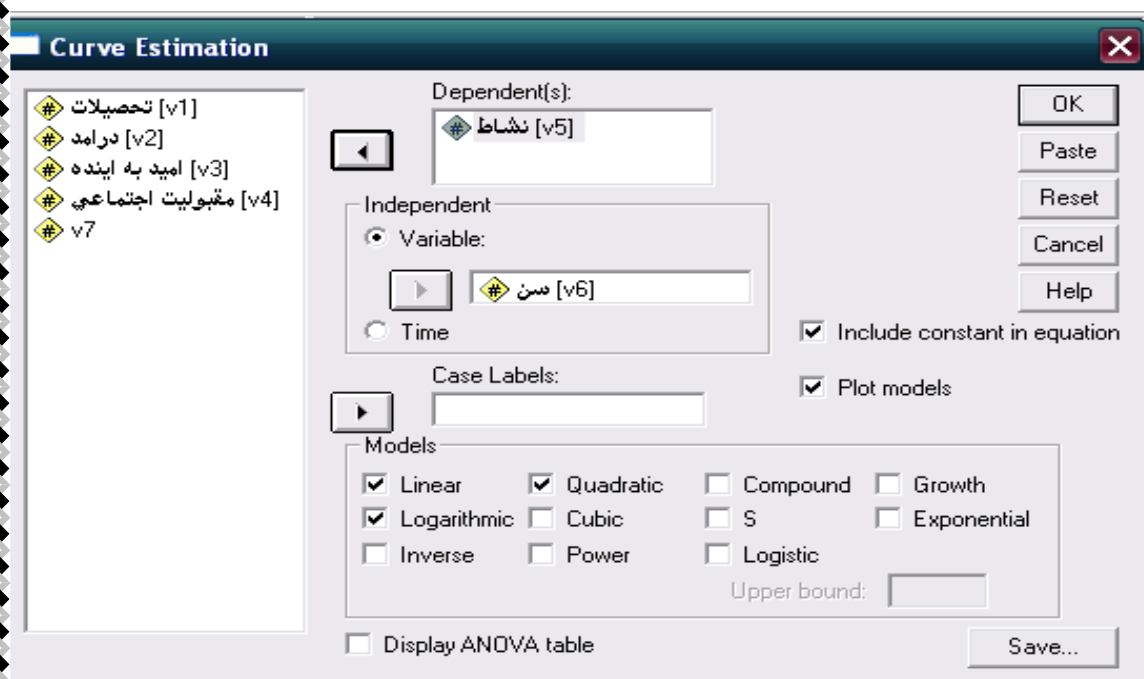 Curve Estimation
تحصیلات [v1]
درامد [v2]
امید به اینده [v3]
مقبولیت اجتماعي [v4]
v7
Dependent(s):
نشاط [v5]
Independent
Variable:
سن [v6]
Time
Case Labels:
OK
Paste
Reset
Cancel
Help
Include constant in equation
Plot models
Models
Linear Quadratic Compound Growth
Logarithmic Cubic S Exponential
Inverse Power Logistic
Upper bound:
Display ANOVA table
Save...